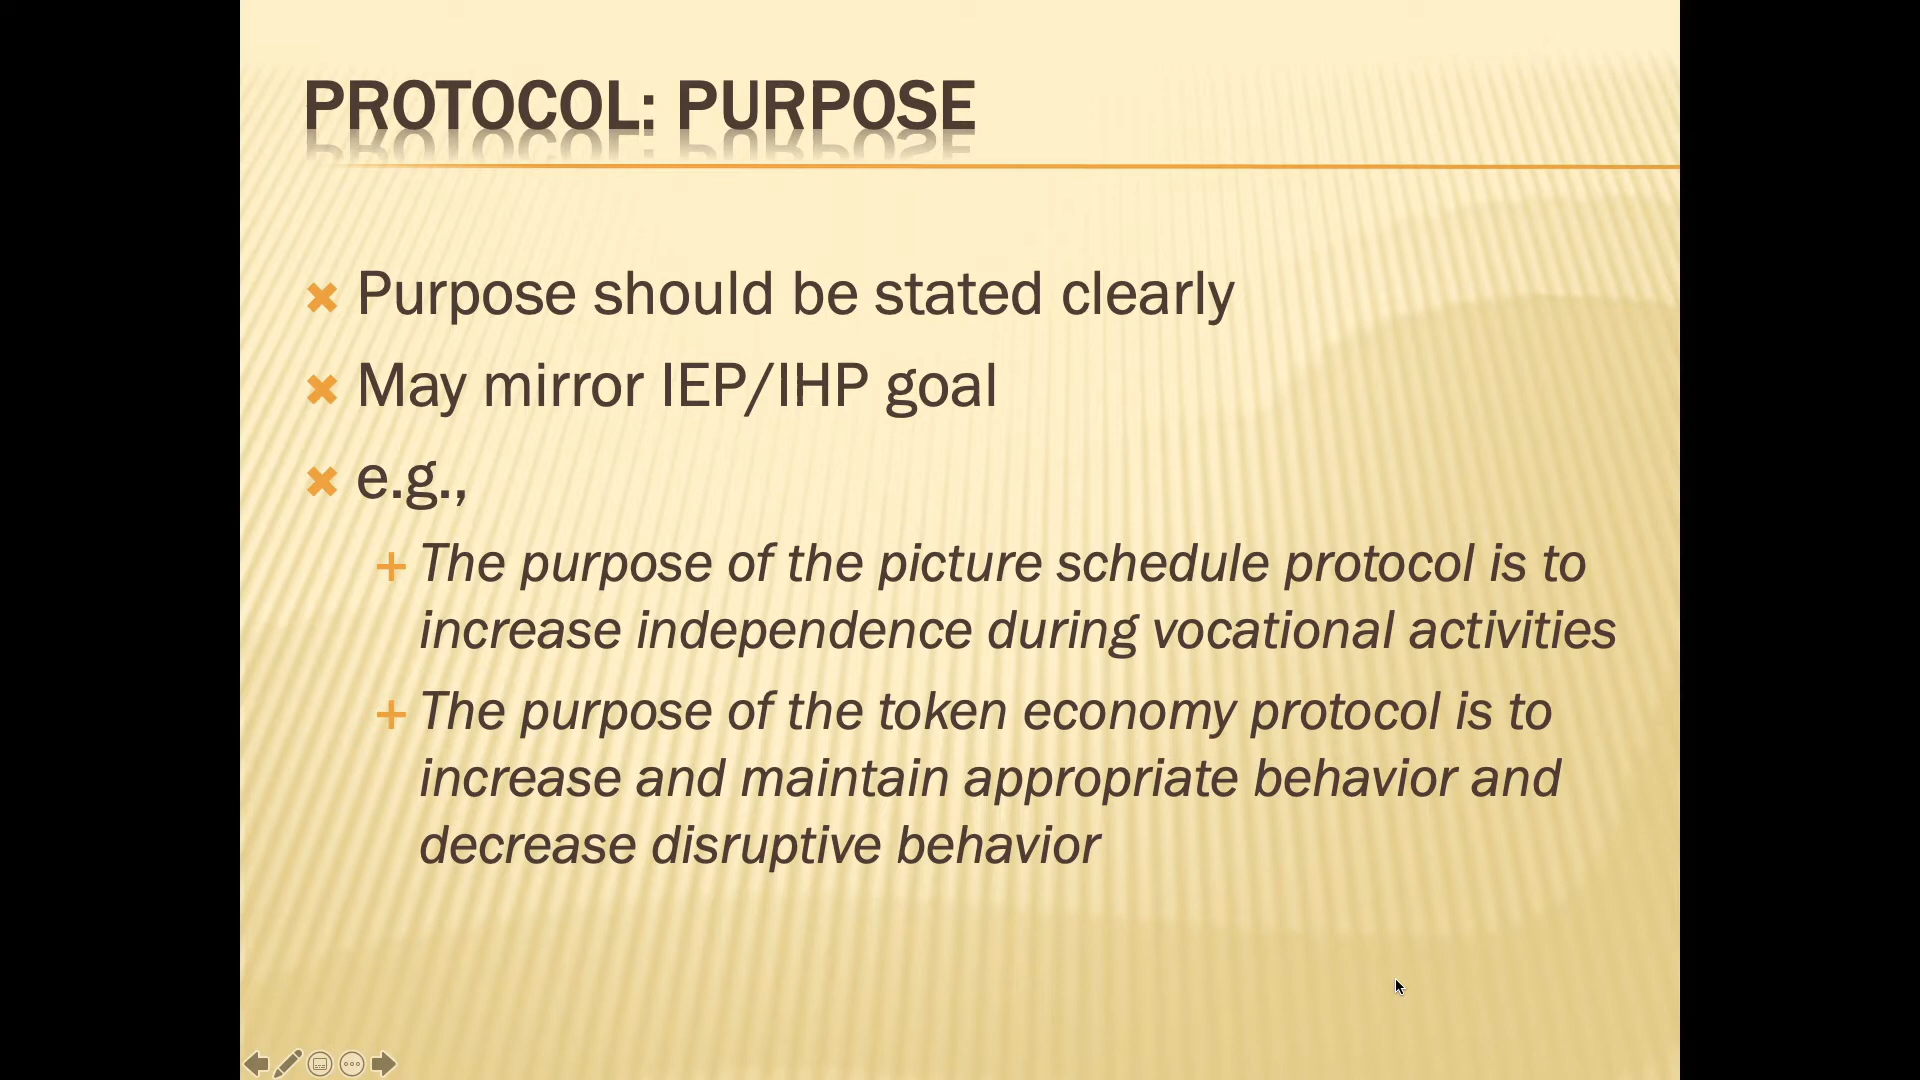 PROTOCOL: PURPOSE
Purpose should be stated clearly
May mirror IEP/IHP goal
e.g.,
The purpose of the picture schedule protocol is to
increase independence during vocational activities
The purpose of the token economy protocol is to
increase and maintain appropriate behavior and
decrease disruptive behavior